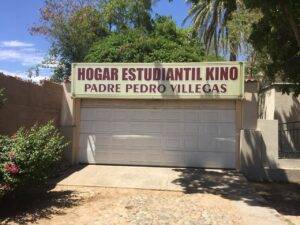 HOGAR ESTUDIANTIL KINO
PADRE PEDRO VILLEGAS